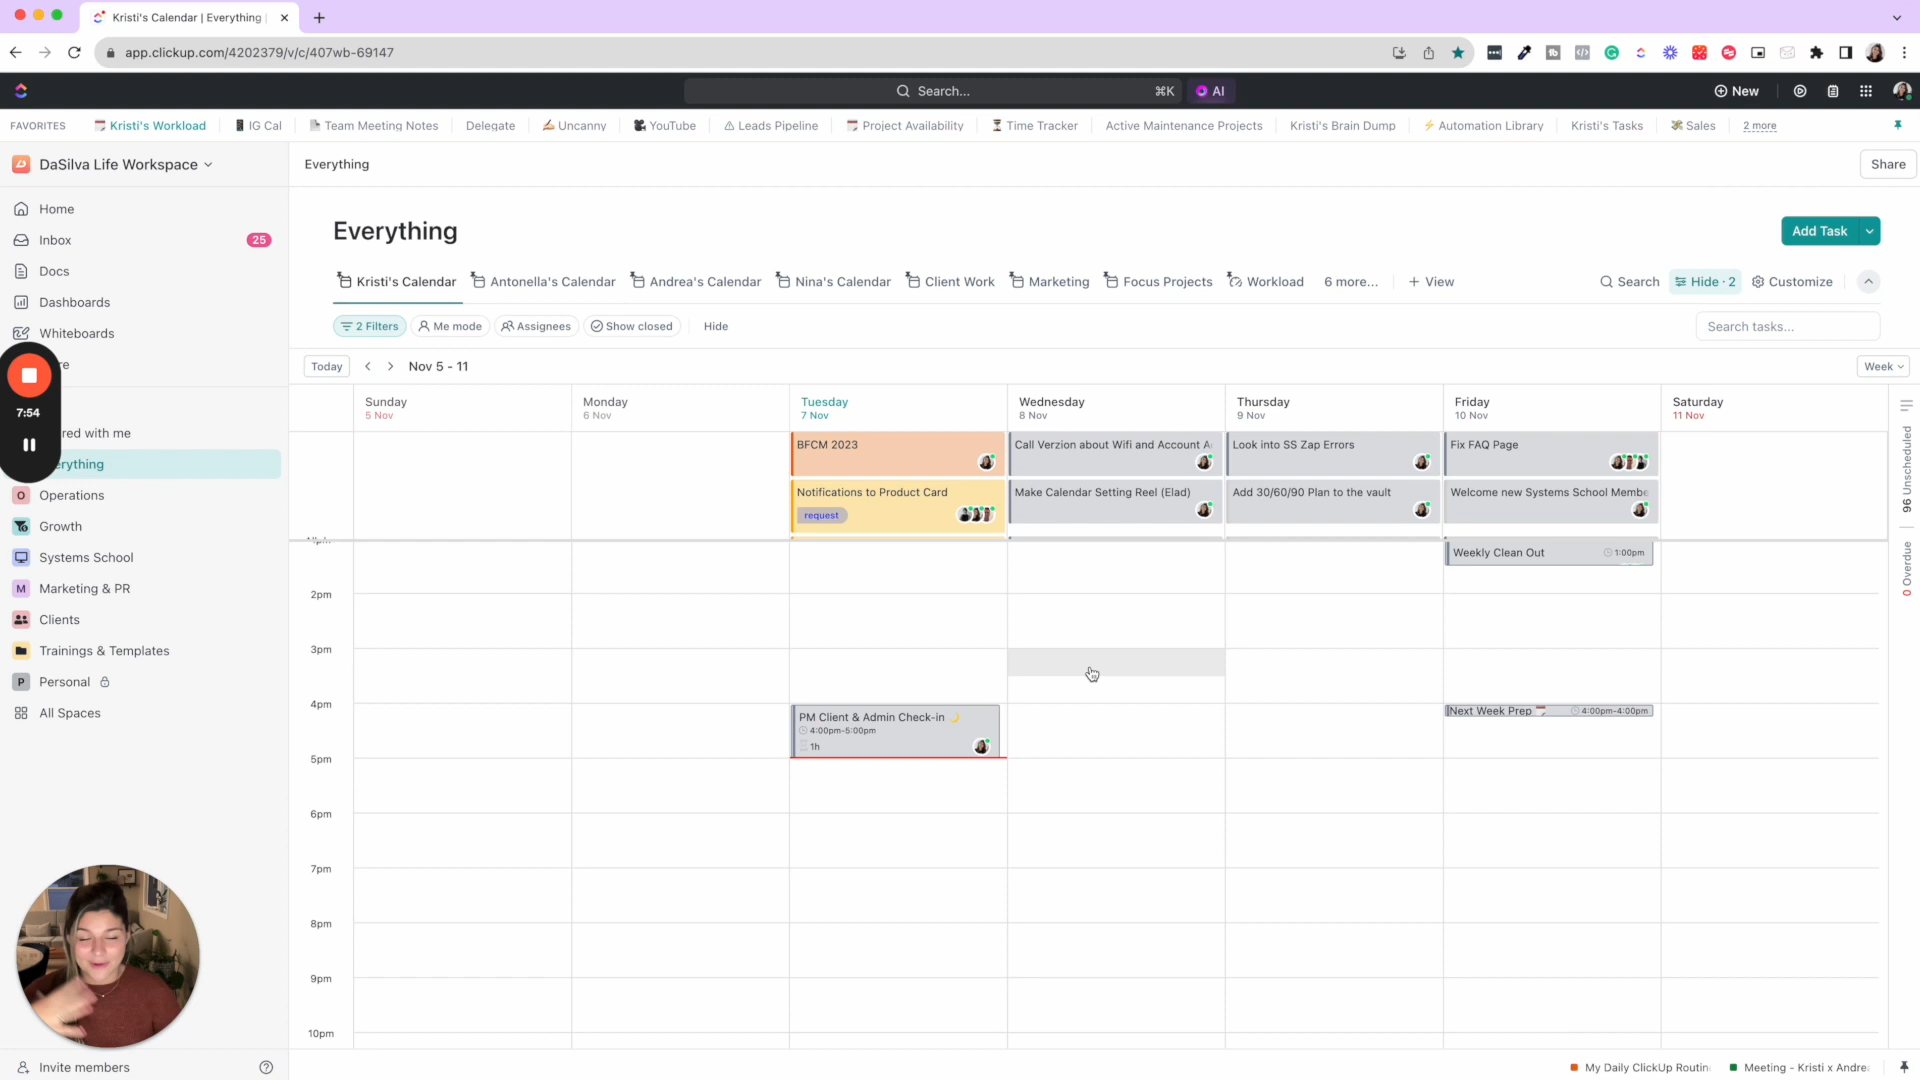 Kristi's Calendar | Everything
app.clickup.com/4202379/v/c/407wb-69147
Search...
⌘K
AI
New
FAVORITES
Kristi's Workload
IG Cal
Team Meeting Notes
Delegate
Uncanny
YouTube
Leads Pipeline
Project Availability
Time Tracker
Active Maintenance Projects
Kristi's Brain Dump
Automation Library
Kristi's Tasks
Sales
2 more
DaSilva Life Workspace
Everything
Share
Home
Inbox
25
Docs
Dashboards
Whiteboards
re
7:54
red with me
erything
O Operations
Growth
Systems School
M Marketing & PR
Clients
Trainings & Templates
P Personal
All Spaces
Invite members
Everything
Add Task
Kristi's Calendar
Antonella's Calendar
Andrea's Calendar
Nina's Calendar
Client Work
Marketing
Focus Projects
Workload
6 more...
+ View
Search
Hide · 2
Customize
2 Filters
Me mode
Assignees
Show closed
Hide
Search tasks...
Today
Nov 5 - 11
Week
Sunday
5 Nov
Monday
6 Nov
Tuesday
7 Nov
Wednesday
8 Nov
Thursday
9 Nov
Friday
10 Nov
Saturday
11 Nov
BFCM 2023
Call Verzion about Wifi and Account A
Look into SS Zap Errors
Fix FAQ Page
Notifications to Product Card
request
Make Calendar Setting Reel (Elad)
Add 30/60/90 Plan to the vault
Welcome new Systems School Membe
Weekly Clean Out
1:00pm
2pm
3pm
4pm
PM Client & Admin Check-in
4:00pm-5:00pm
1h
Next Week Prep
4:00pm-4:00pm
5pm
6pm
7pm
8pm
9pm
10pm
96 Unscheduled
0 Overdue
My Daily ClickUp Routin
Meeting - Kristi x Andre